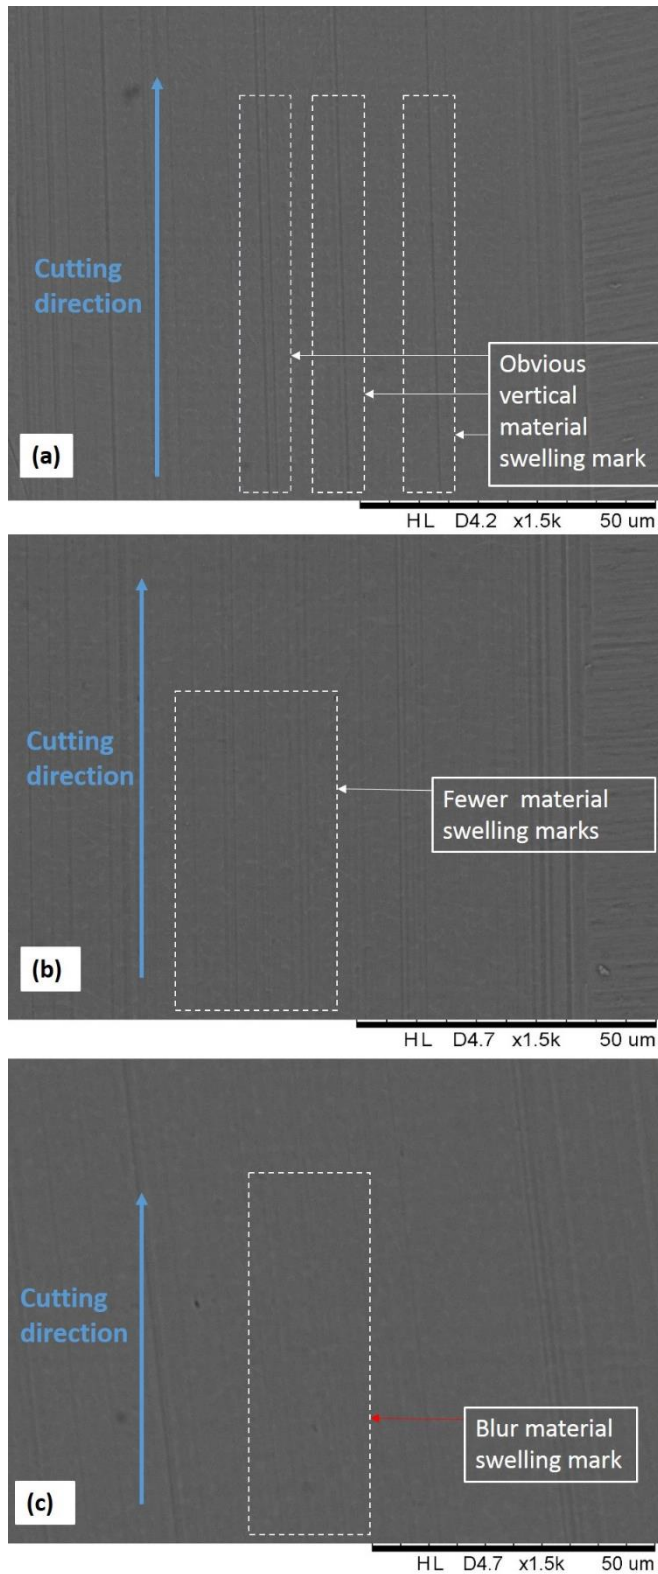 Cutting
direction
Obvious
vertical
material
swelling mark
(a)
HL D4.2 x1.5k 50 um
Cutting
direction
Fewer material
swelling marks
(b)
HL D4.7 x1.5k 50 um
Cutting
direction
Blur material
swelling mark
(c)
HL D4.7 x1.5k 50 um